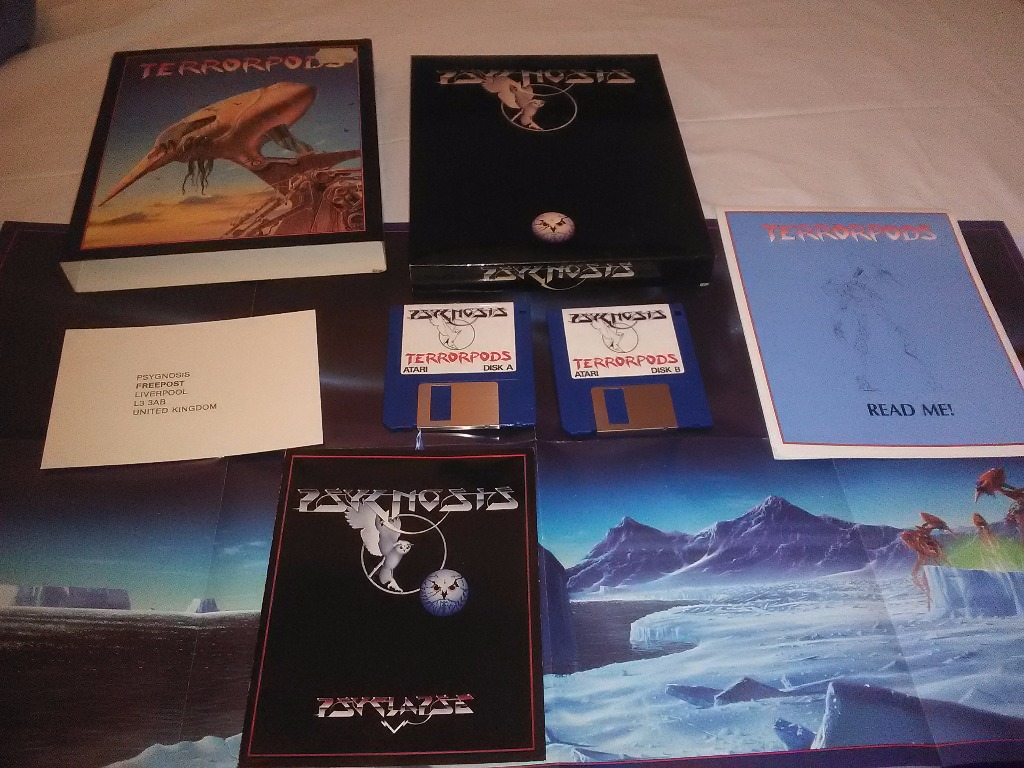 TERRORPODS
PSYGNOSIS
PSYGNOSIS
TERRORPODS
READ ME!
PSYGNOSIS
FREEPOST
LIVERPOOL
L3 3AB
UNITED KINGDOM
PSYGNOSIS
TERRORPODS
ATARI DISK A
PSYGNOSIS
TERRORPODS
ATARI DISK B
PSYGNOSIS
PSYCLAPSE